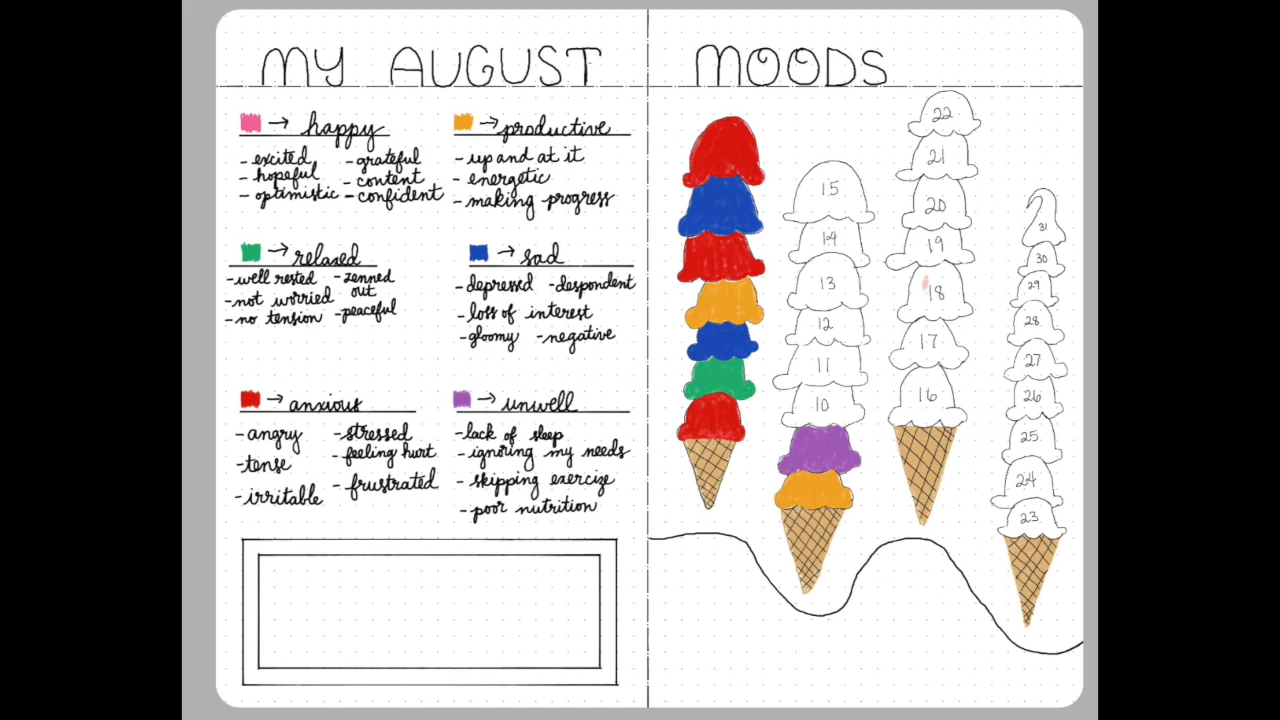 MY AUGUST MOODS
→ happy
- excited - grateful
- hopeful - content
- optimistic - confident
→ productive
- up and at it
- energetic
- making progress
→ relaxed
- well rested - zenned out
- not worried
- no tension - peaceful
→ sad
- depressed - despondent
- loss of interest
- gloomy - negative
→ anxious
- angry - stressed
- tense - feeling hurt
- irritable - frustrated
→ unwell
- lack of sleep
- ignoring my needs
- skipping exercize
- poor nutrition
15
14
13
12
11
10
22
21
20
19
18
17
16
31
30
29
28
27
26
25
24
23